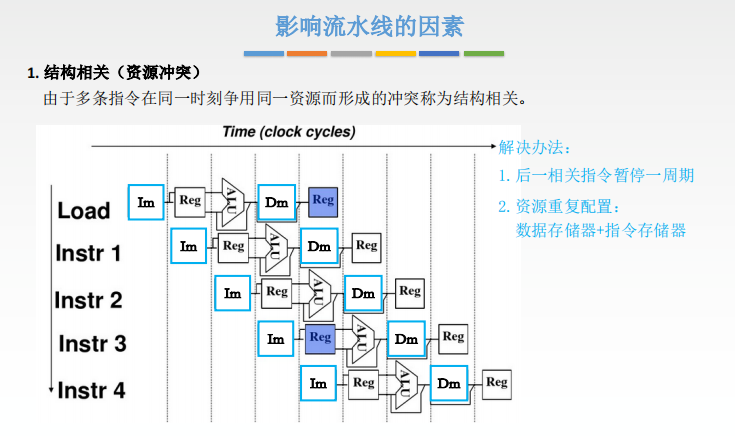 影响流水线的因素
1. 结构相关（资源冲突）
由于多条指令在同一时刻争用同一资源而形成的冲突称为结构相关。
Time (clock cycles)
解决办法：
1. 后一相关指令暂停一周期
2. 资源重复配置：
数据存储器+指令存储器
Load Im Reg ALU Dm Reg
Instr 1 Im Reg ALU Dm Reg
Instr 2 Im Reg ALU Dm Reg
Instr 3 Im Reg ALU Dm Reg
Instr 4 Im Reg ALU Dm Reg